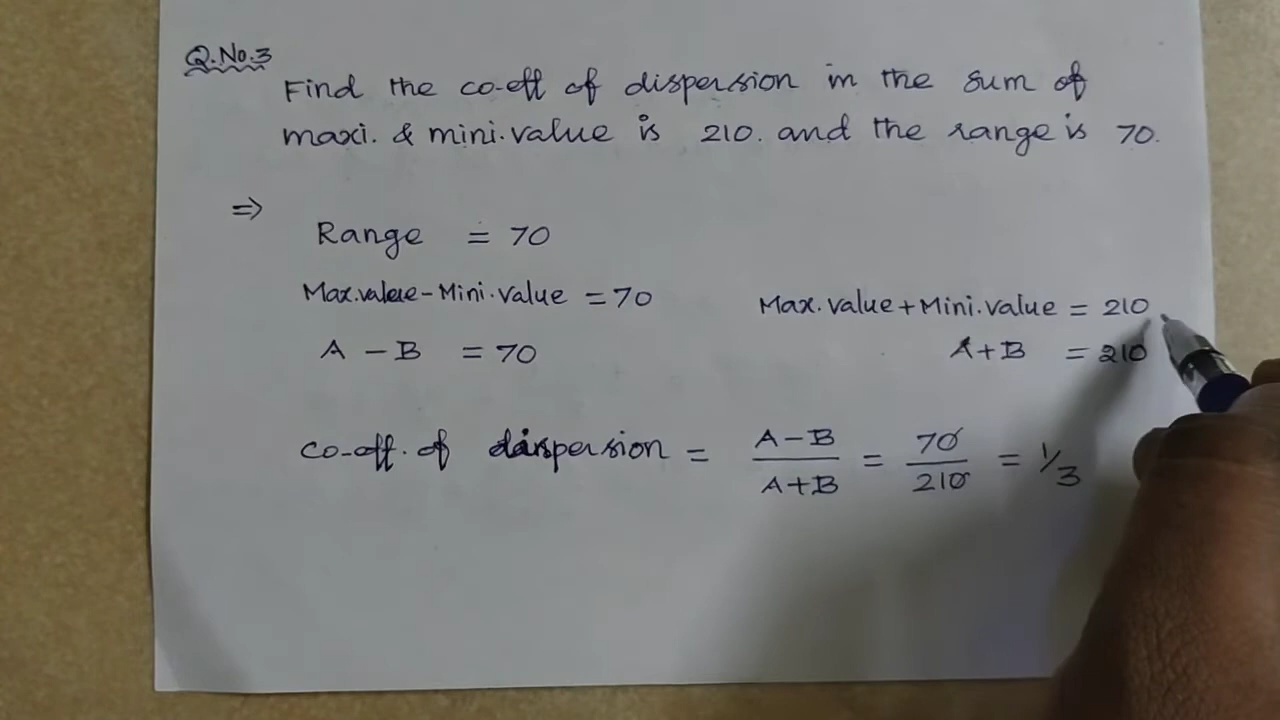 Q.No.3
Find the co-eff of dispersion in the sum of
maxi. & mini.value is 210. and the range is 70.
⇒
Range = 70
Max.value-Mini.value = 70
Max.value+Mini.value = 210
A - B = 70
A+B = 210
co-eff. of dispersion = A-B / A+B = 70 / 210 = 1/3